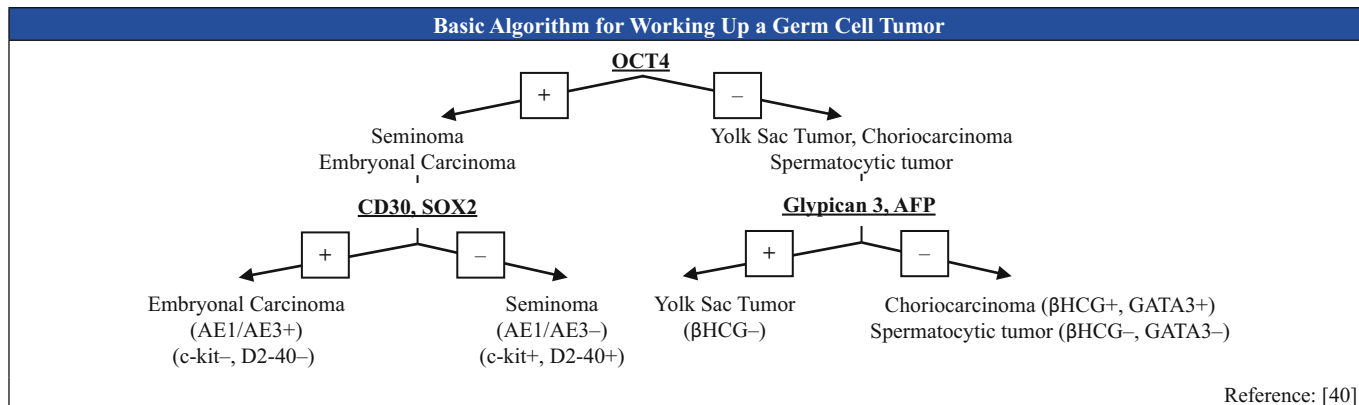 Basic Algorithm for Working Up a Germ Cell Tumor
OCT4
+
–
Seminoma
Embryonal Carcinoma
Yolk Sac Tumor, Choriocarcinoma
Spermatocytic tumor
CD30, SOX2
Glypican 3, AFP
+
–
+
–
Embryonal Carcinoma
(AE1/AE3+)
(c-kit–, D2-40–)
Seminoma
(AE1/AE3–)
(c-kit+, D2-40+)
Yolk Sac Tumor
(βHCG–)
Choriocarcinoma (βHCG+, GATA3+)
Spermatocytic tumor (βHCG–, GATA3–)
Reference: [40]